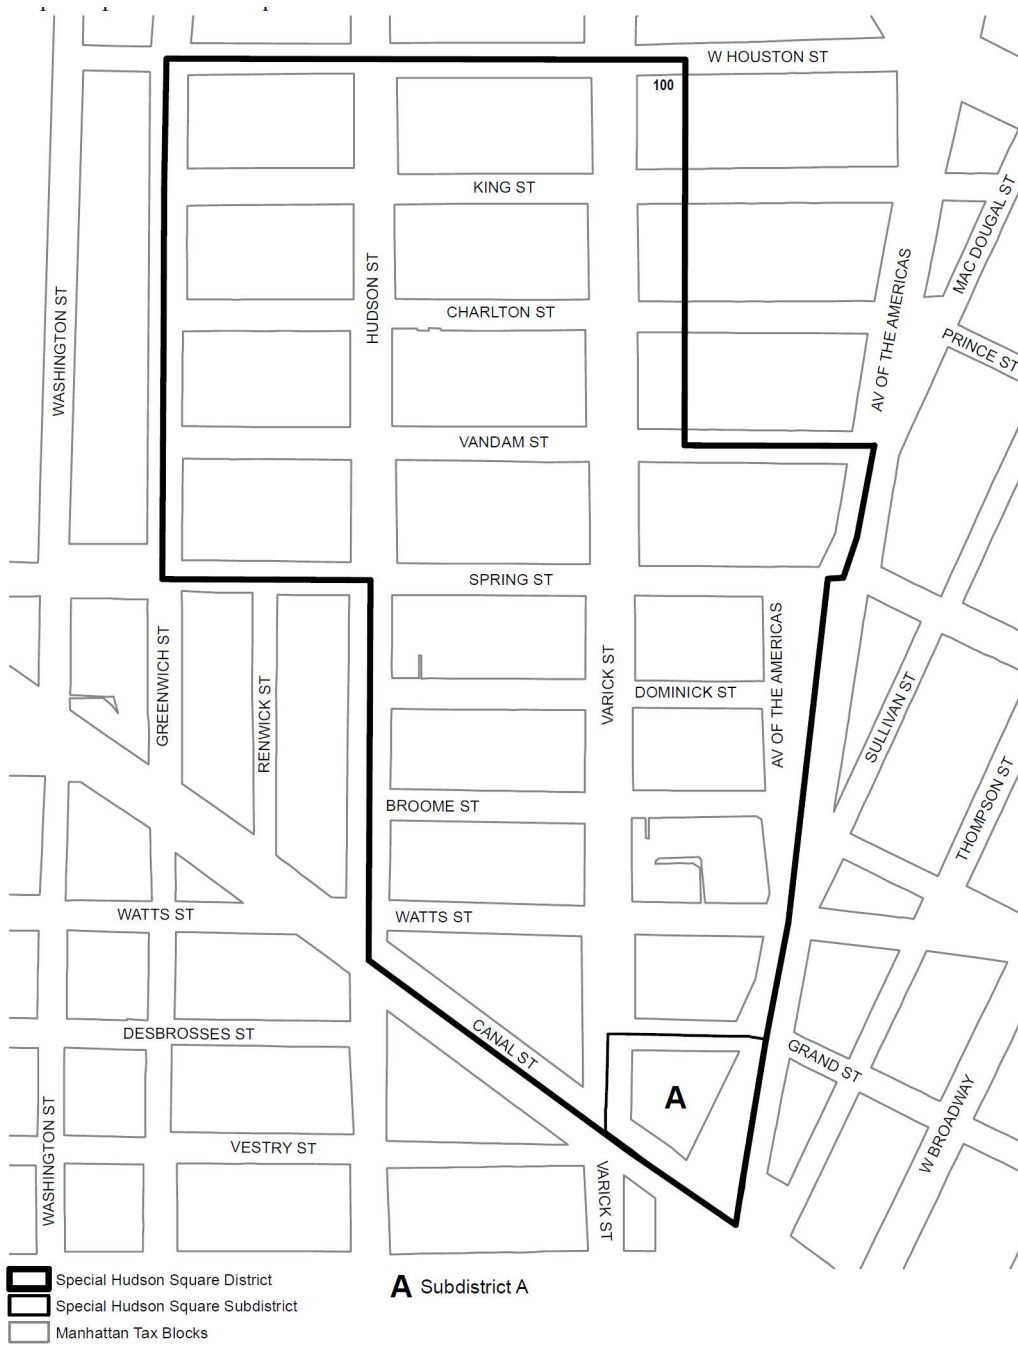 W HOUSTON ST
100
KING ST
MAC DOUGAL ST
HUDSON ST
CHARLTON ST
WASHINGTON ST
AV OF THE AMERICAS
PRINCE ST
VANDAM ST
SPRING ST
GREENWICH ST
RENWICK ST
VARICK ST
DOMINICK ST
AV OF THE AMERICAS
SULLIVAN ST
THOMPSON ST
BROOME ST
WATTS ST
WATTS ST
DESBROSSES ST
CANAL ST
GRAND ST
A
WASHINGTON ST
VESTRY ST
VARICK ST
W BROADWAY
Special Hudson Square District
A Subdistrict A
Special Hudson Square Subdistrict
Manhattan Tax Blocks